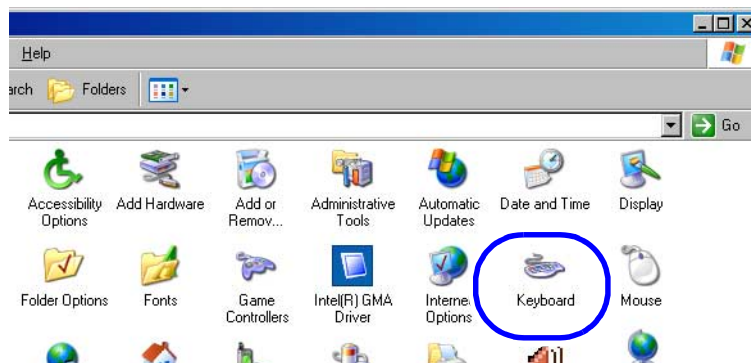 Help
arch Folders
Go
Accessibility Options
Add Hardware
Add or Remov...
Administrative Tools
Automatic Updates
Date and Time
Display
Folder Options
Fonts
Game Controllers
Intel(R) GMA Driver
Interne
Options
Keyboard
Mouse